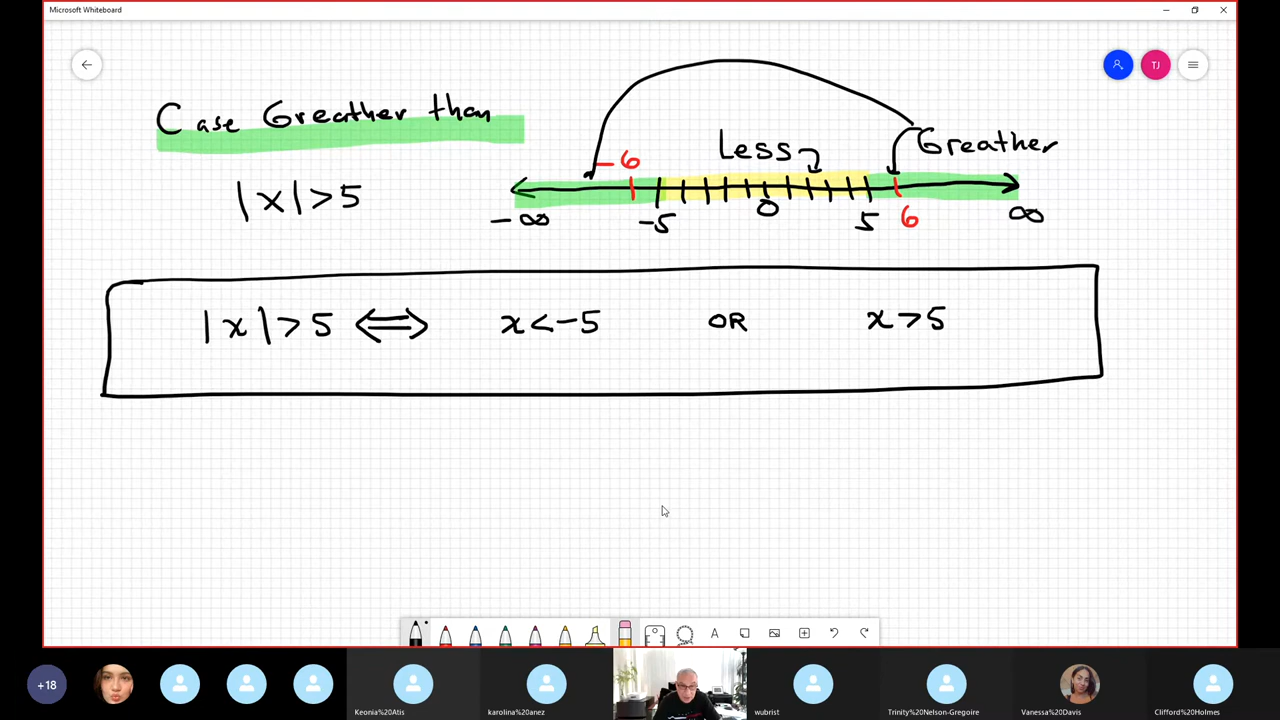 Microsoft Whiteboard
TJ
Case Greather than
Less
Greather
-6
|x|>5
-∞
-5
0
5
6
∞
|x|>5 ⟺ x<-5 OR x>5
A
+18
Keonia%20Atis
karolina%20anez
wubrist
Trinity%20Nelson-Gregoire
Vanessa%20Davis
Clifford%20Holmes